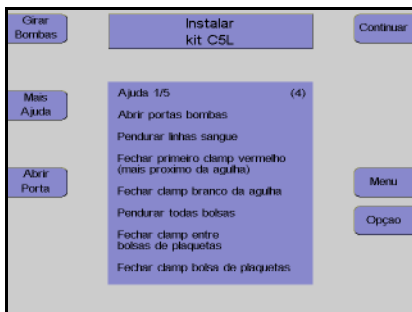 Girar
Bombas
Instalar
kit C5L
Continuar
Mais
Ajuda
Abrir
Porta
Ajuda 1/5 (4)
Abrir portas bombas
Pendurar linhas sangue
Fechar primeiro clamp vermelho
(mais proximo da agulha)
Fechar clamp branco da agulha
Pendurar todas bolsas
Fechar clamp entre
bolsas de plaquetas
Fechar clamp bolsa de plaquetas
Menu
Opçao